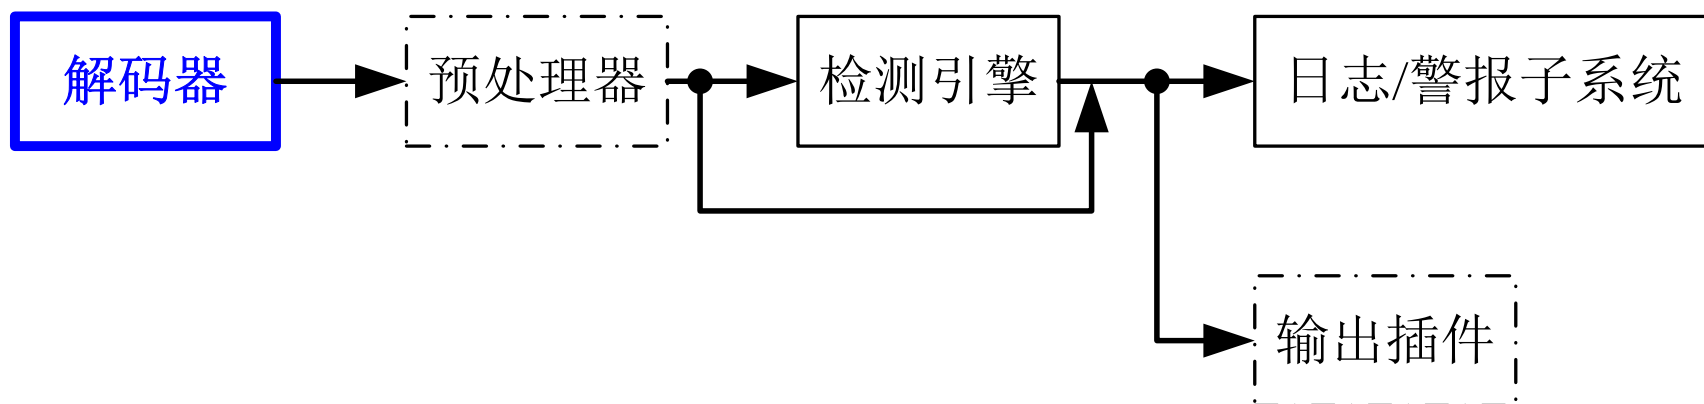 解码器
预处理器
检测引擎
日志/警报子系统
输出插件